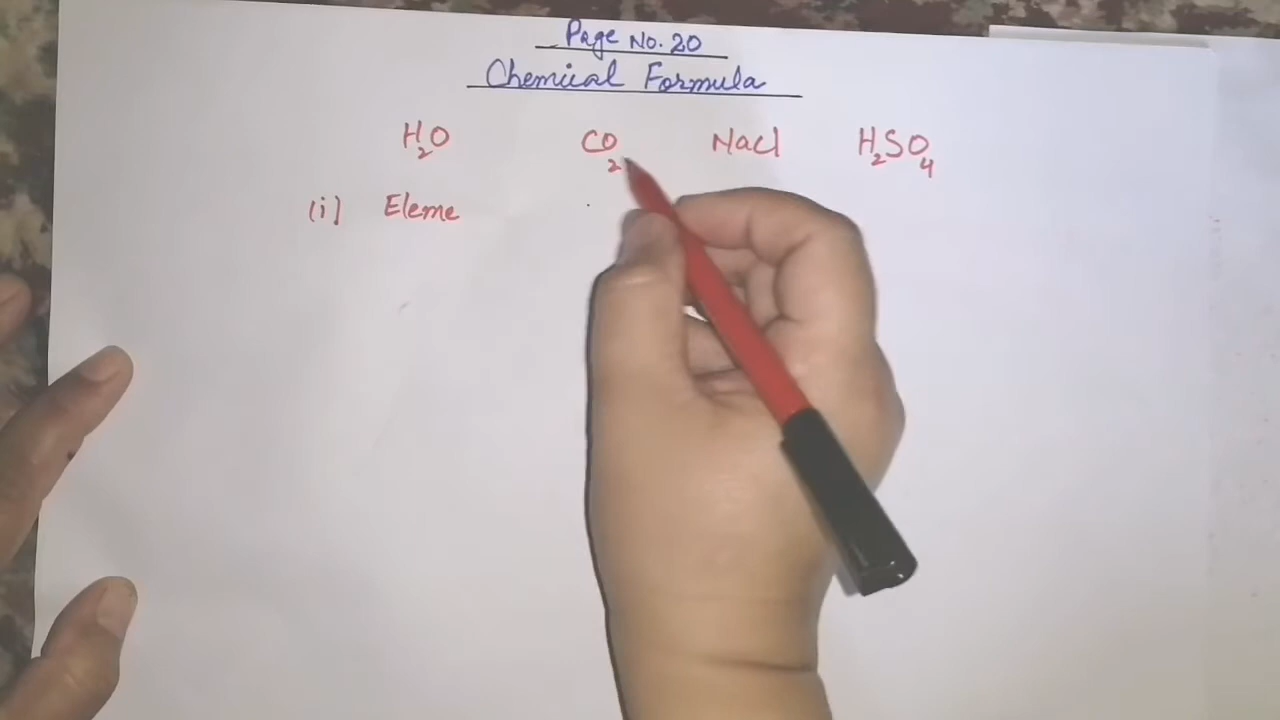 Page No. 20
Chemical Formula
H₂O CO₂ NaCl H₂SO₄
(i) Eleme